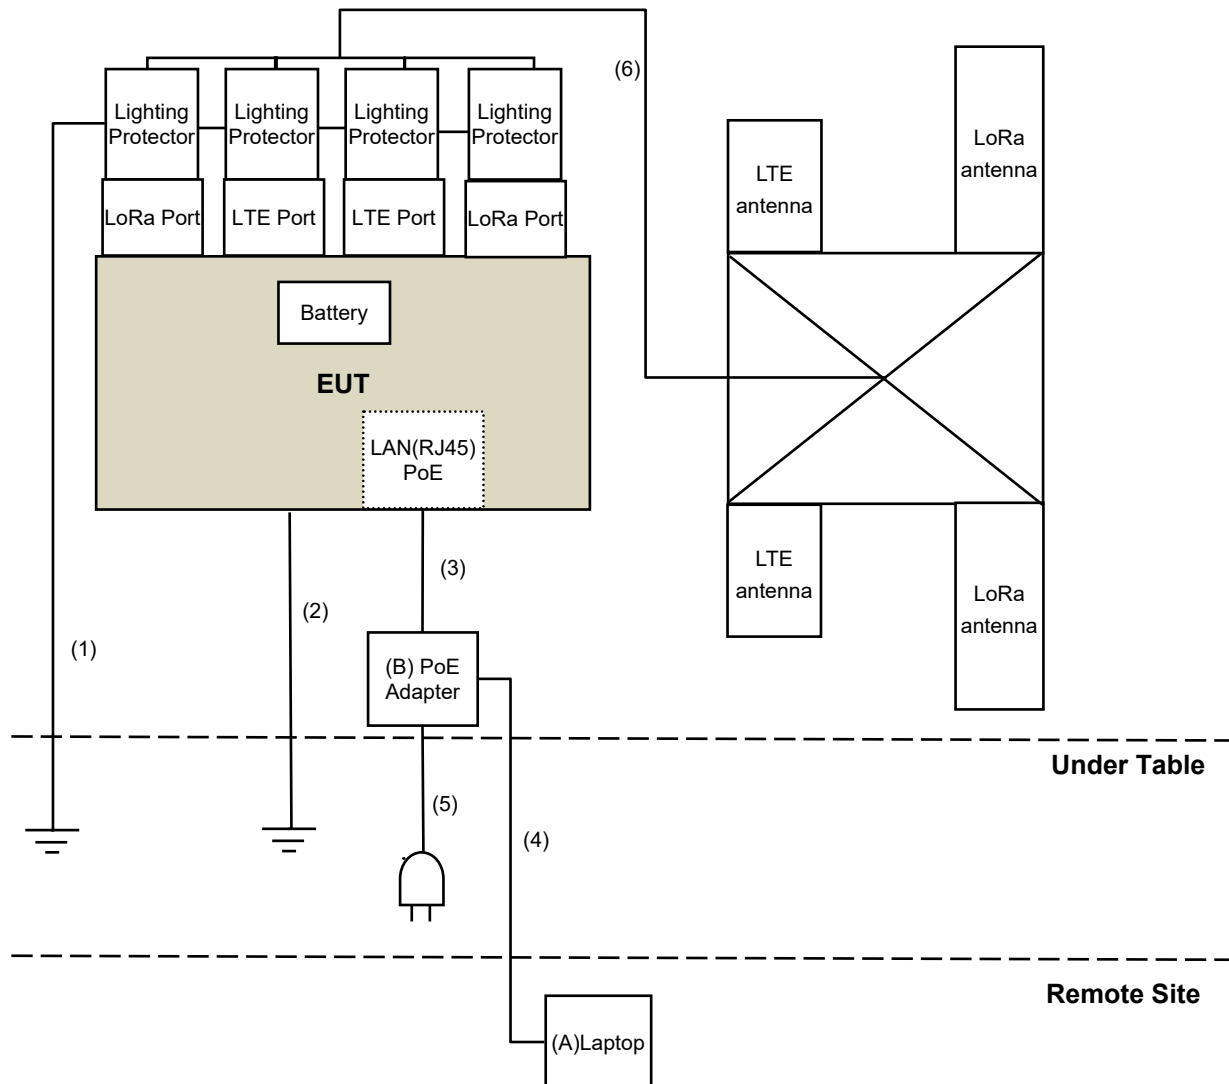 (6)
Lighting
Protector
Lighting
Protector
Lighting
Protector
Lighting
Protector
LoRa Port
LTE Port
LTE Port
LoRa Port
LTE
antenna
LoRa
antenna
Battery
EUT
LAN(RJ45)
PoE
LTE
antenna
LoRa
antenna
(1)
(2)
(3)
(B) PoE
Adapter
Under Table
(5)
(4)
Remote Site
(A)Laptop